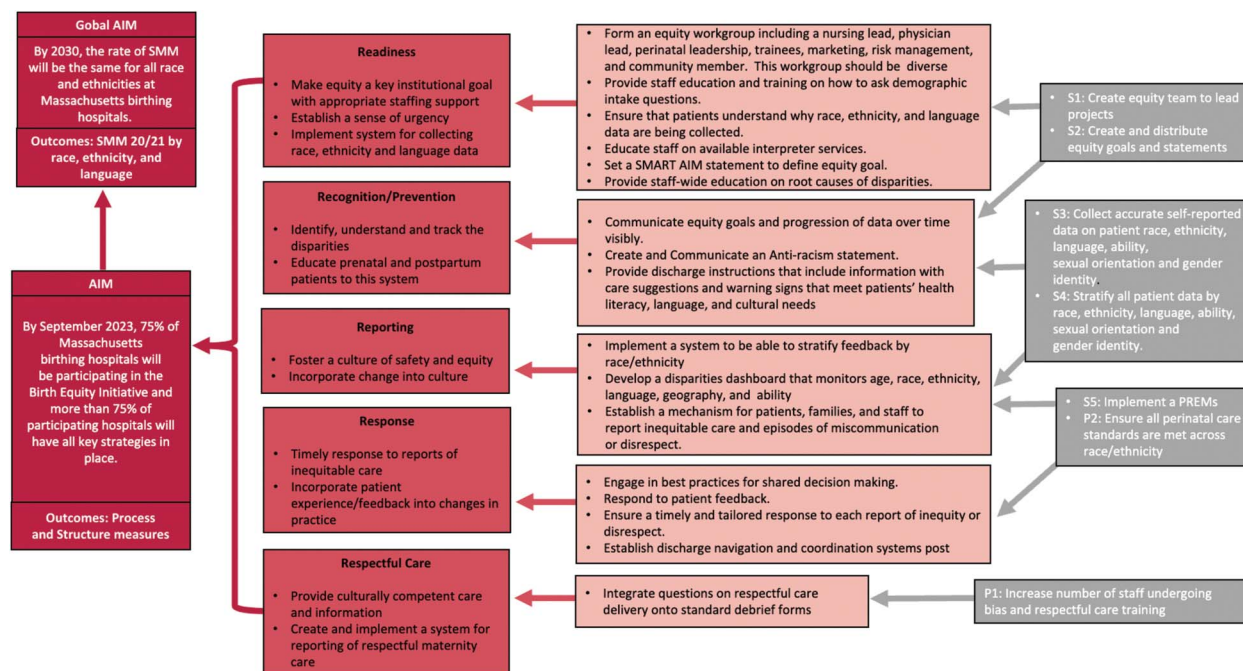 Gobal AIM
By 2030, the rate of SMM
will be the same for all race
and ethnicities at
Massachusetts birthing
hospitals.
Outcomes: SMM 20/21 by
race, ethnicity, and
language
AIM
By September 2023, 75% of
Massachusetts
birthing hospitals will
be participating in the
Birth Equity Initiative and
more than 75% of
participating hospitals will
have all key strategies in
place.
Outcomes: Process
and Structure measures
Readiness
• Make equity a key institutional goal
with appropriate staffing support
• Establish a sense of urgency
• Implement system for collecting
race, ethnicity and language data
Recognition/Prevention
• Identify, understand and track the
disparities
• Educate prenatal and postpartum
patients to this system
Reporting
• Foster a culture of safety and equity
• Incorporate change into culture
Response
• Timely response to reports of
inequitable care
• Incorporate patient
experience/feedback into changes in
practice
Respectful Care
• Provide culturally competent care
and information
• Create and implement a system for
reporting of respectful maternity
care
• Form an equity workgroup including a nursing lead, physician
lead, perinatal leadership, trainees, marketing, risk management,
and community member. This workgroup should be diverse
• Provide staff education and training on how to ask demographic
intake questions.
• Ensure that patients understand why race, ethnicity, and language
data are being collected.
• Educate staff on available interpreter services.
• Set a SMART AIM statement to define equity goal.
• Provide staff-wide education on root causes of disparities.
• Communicate equity goals and progression of data over time
visibly.
• Create and Communicate an Anti-racism statement.
• Provide discharge instructions that include information with
care suggestions and warning signs that meet patients' health
literacy, language, and cultural needs
• Implement a system to be able to stratify feedback by
race/ethnicity
• Develop a disparities dashboard that monitors age, race, ethnicity,
language, geography, and ability
• Establish a mechanism for patients, families, and staff to
report inequitable care and episodes of miscommunication
or disrespect.
• Engage in best practices for shared decision making.
• Respond to patient feedback.
• Ensure a timely and tailored response to each report of inequity or
disrespect.
• Establish discharge navigation and coordination systems post
• Integrate questions on respectful care
delivery onto standard debrief forms
• S1: Create equity team to lead
projects
• S2: Create and distribute
equity goals and statements
• S3: Collect accurate self-reported
data on patient race, ethnicity,
language, ability,
sexual orientation and gender
identity.
• S4: Stratify all patient data by
race, ethnicity, language, ability,
sexual orientation and
gender identity.
• S5: Implement a PREMs
• P2: Ensure all perinatal care
standards are met across
race/ethnicity
P1: Increase number of staff undergoing
bias and respectful care training